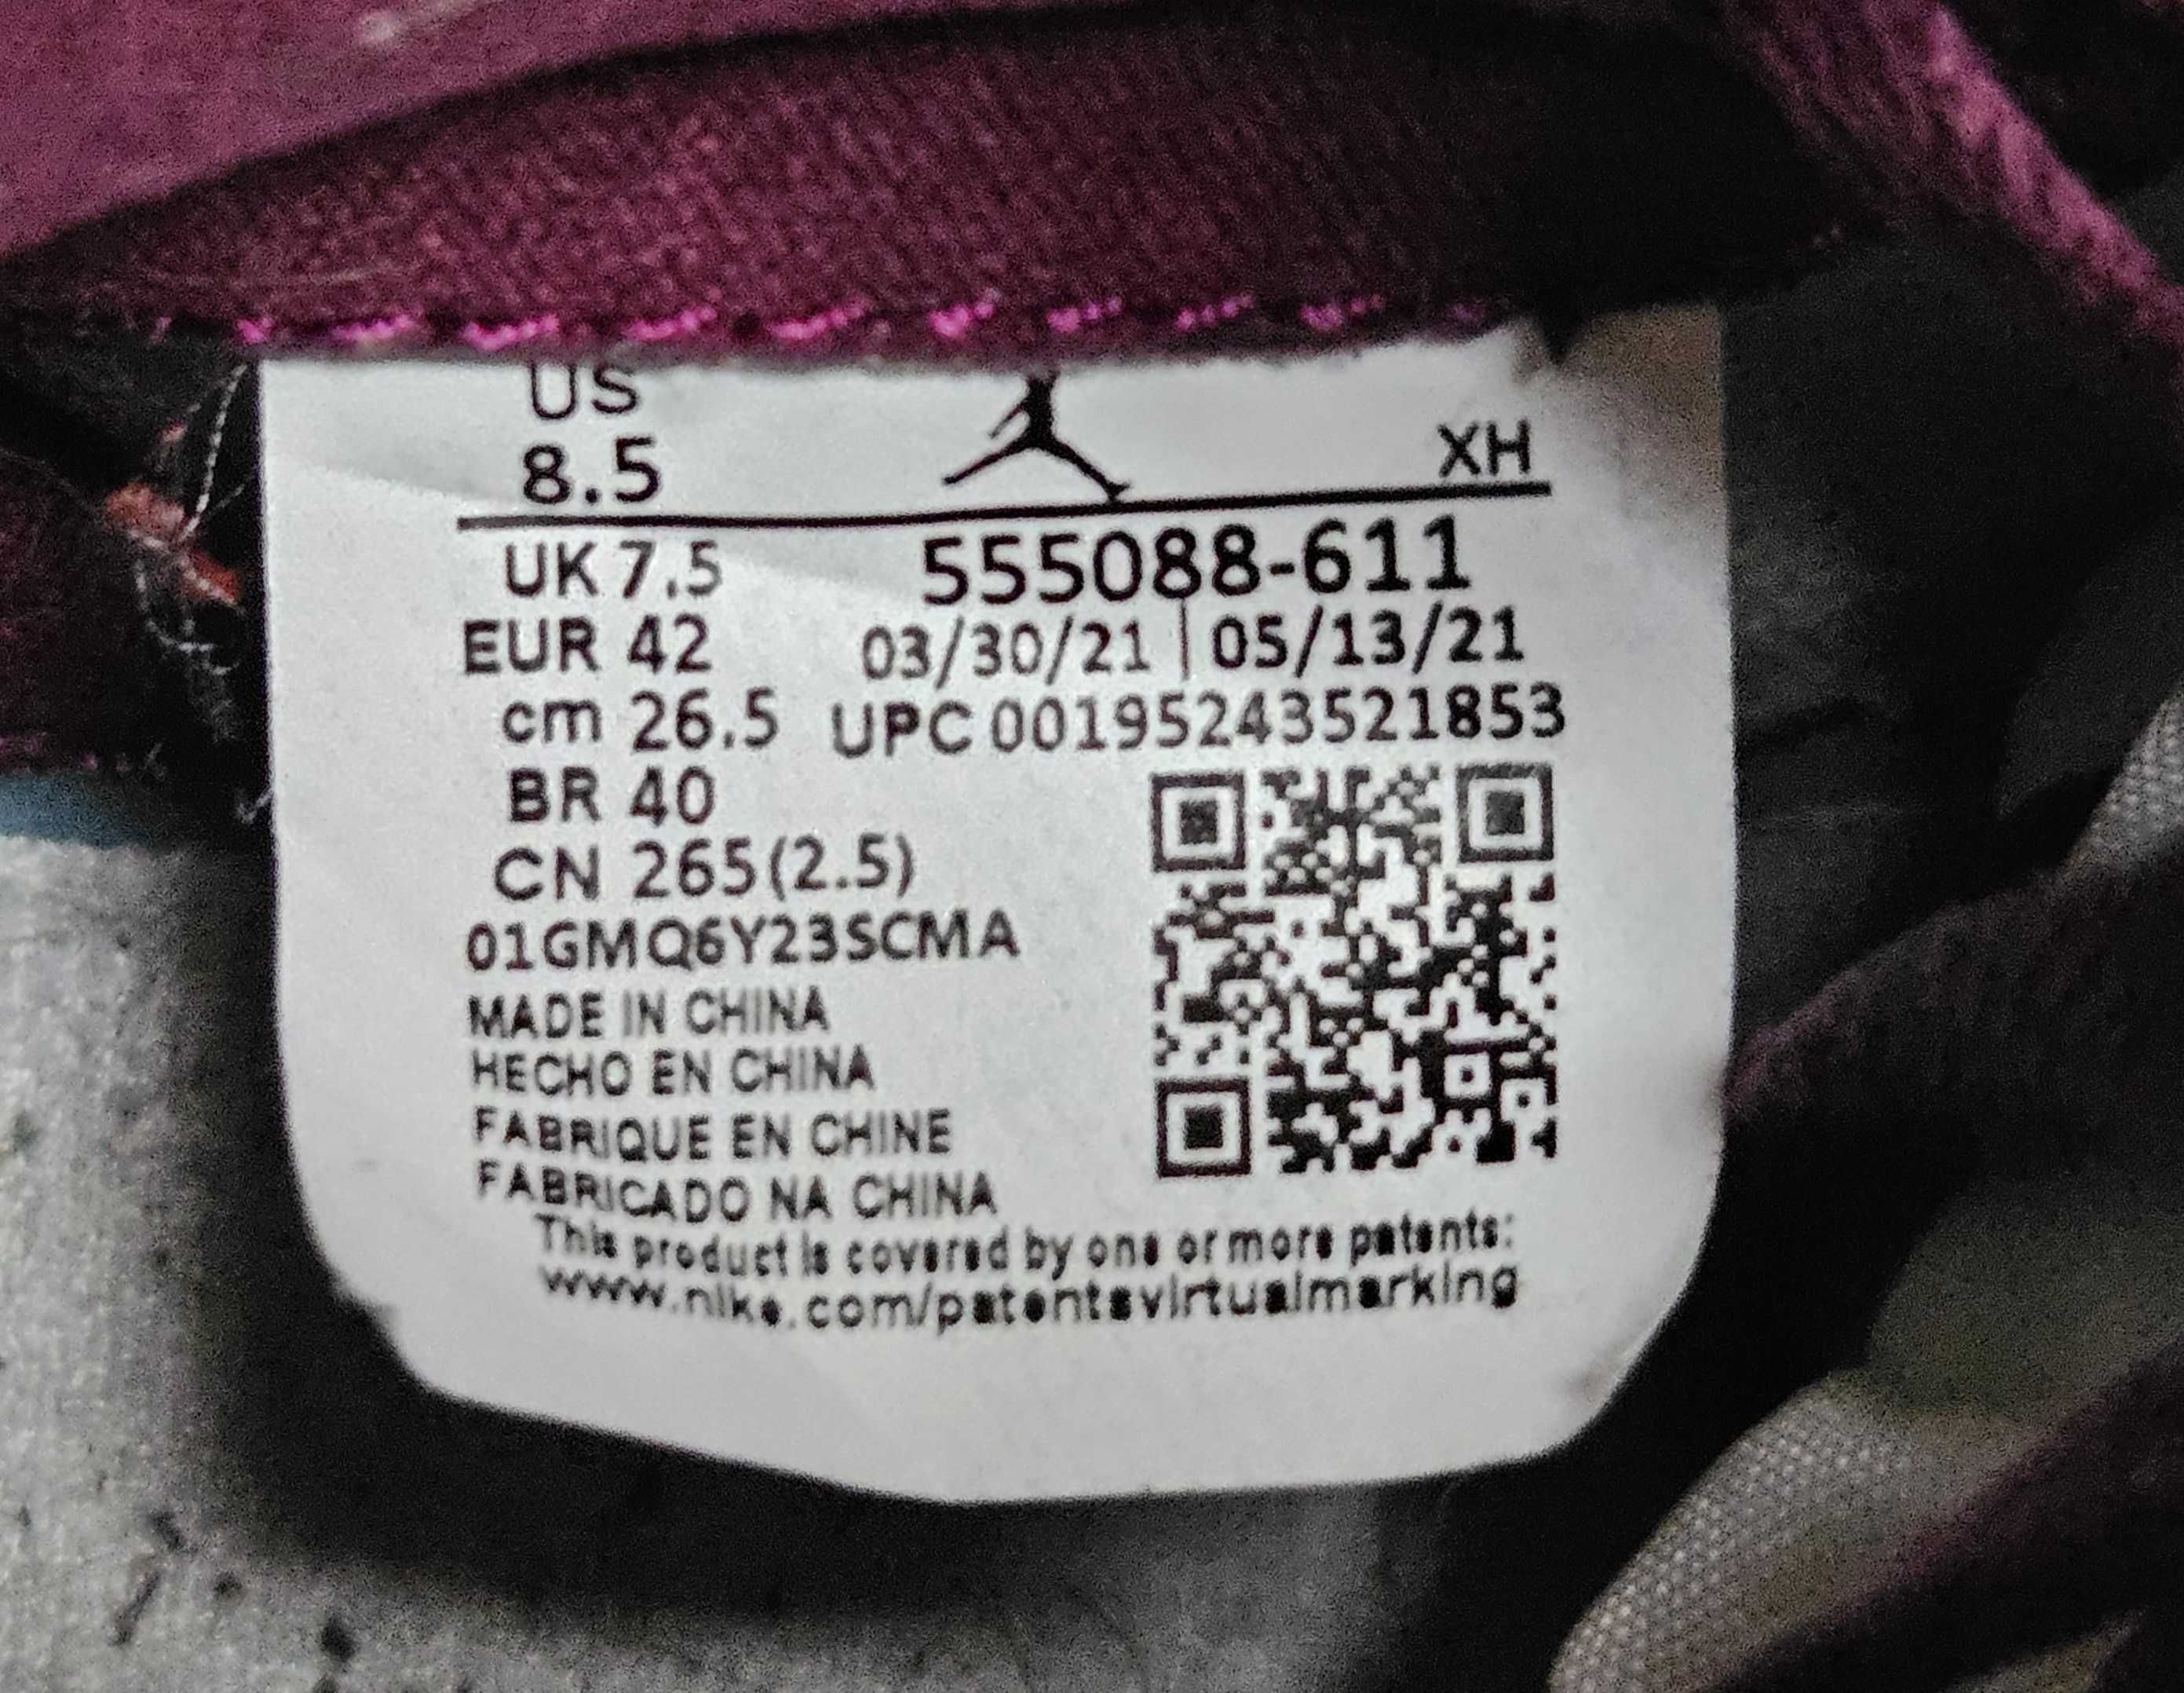 US
8.5
XH
UK 7.5
555088-611
EUR 42
03/30/21 | 05/13/21
cm 26.5
UPC 00195243521853
BR 40
CN 265(2.5)
01GMQ6Y23SCMA
MADE IN CHINA
HECHO EN CHINA
FABRIQUE EN CHINE
FABRICADO NA CHINA
This product is covered by one or more patents:
www.nike.com/patentsvirtualmarking